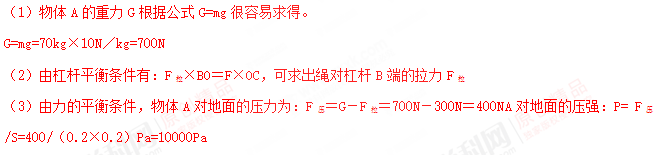 (1)物体A的重力G根据公式G=mg很容易求得。
G=mg=70kg×10N/kg=700N
(2)由杠杆平衡条件有:F拉×BO=F×OC,可求出绳对杠杆B端的拉力F拉
(3)由力的平衡条件,物体A对地面的压力为:F压=G-F拉=700N-300N=400NA对地面的压强:P= F压
/S=400/(0.2×0.2)Pa=10000Pa